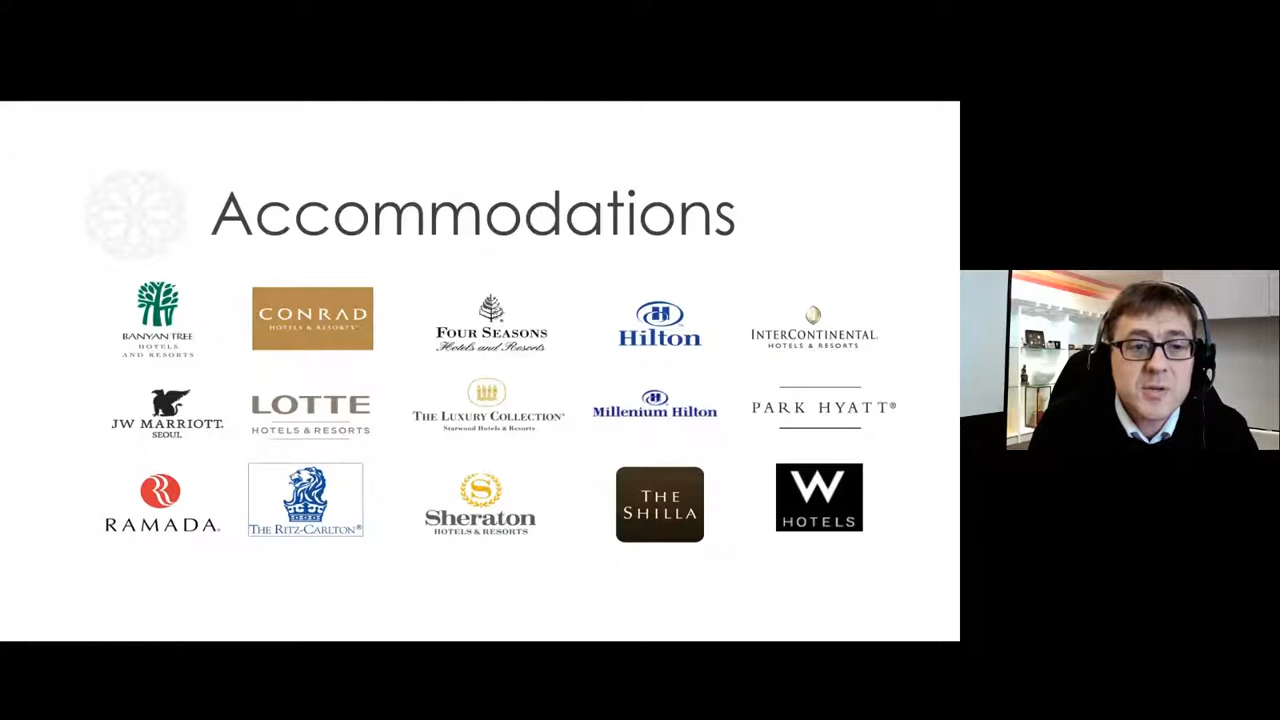 Accommodations
BANYAN TREE
HOTELS
AND RESORTS
CONRAD
HOTELS & RESORTS™
FOUR SEASONS
Hotels and Resorts
Hilton
INTERCONTINENTAL.
HOTELS & RESORTS
JW MARRIOTT.
SEOUL
LOTTE
HOTELS & RESORTS
THE LUXURY COLLECTION®
Starwood Hotels & Resorts
Millenium Hilton
PARK HYATT®
RAMADA®
THE RITZ-CARLTON®
S
Sheraton
HOTELS & RESORTS
THE
SHILLA
W
HOTELS